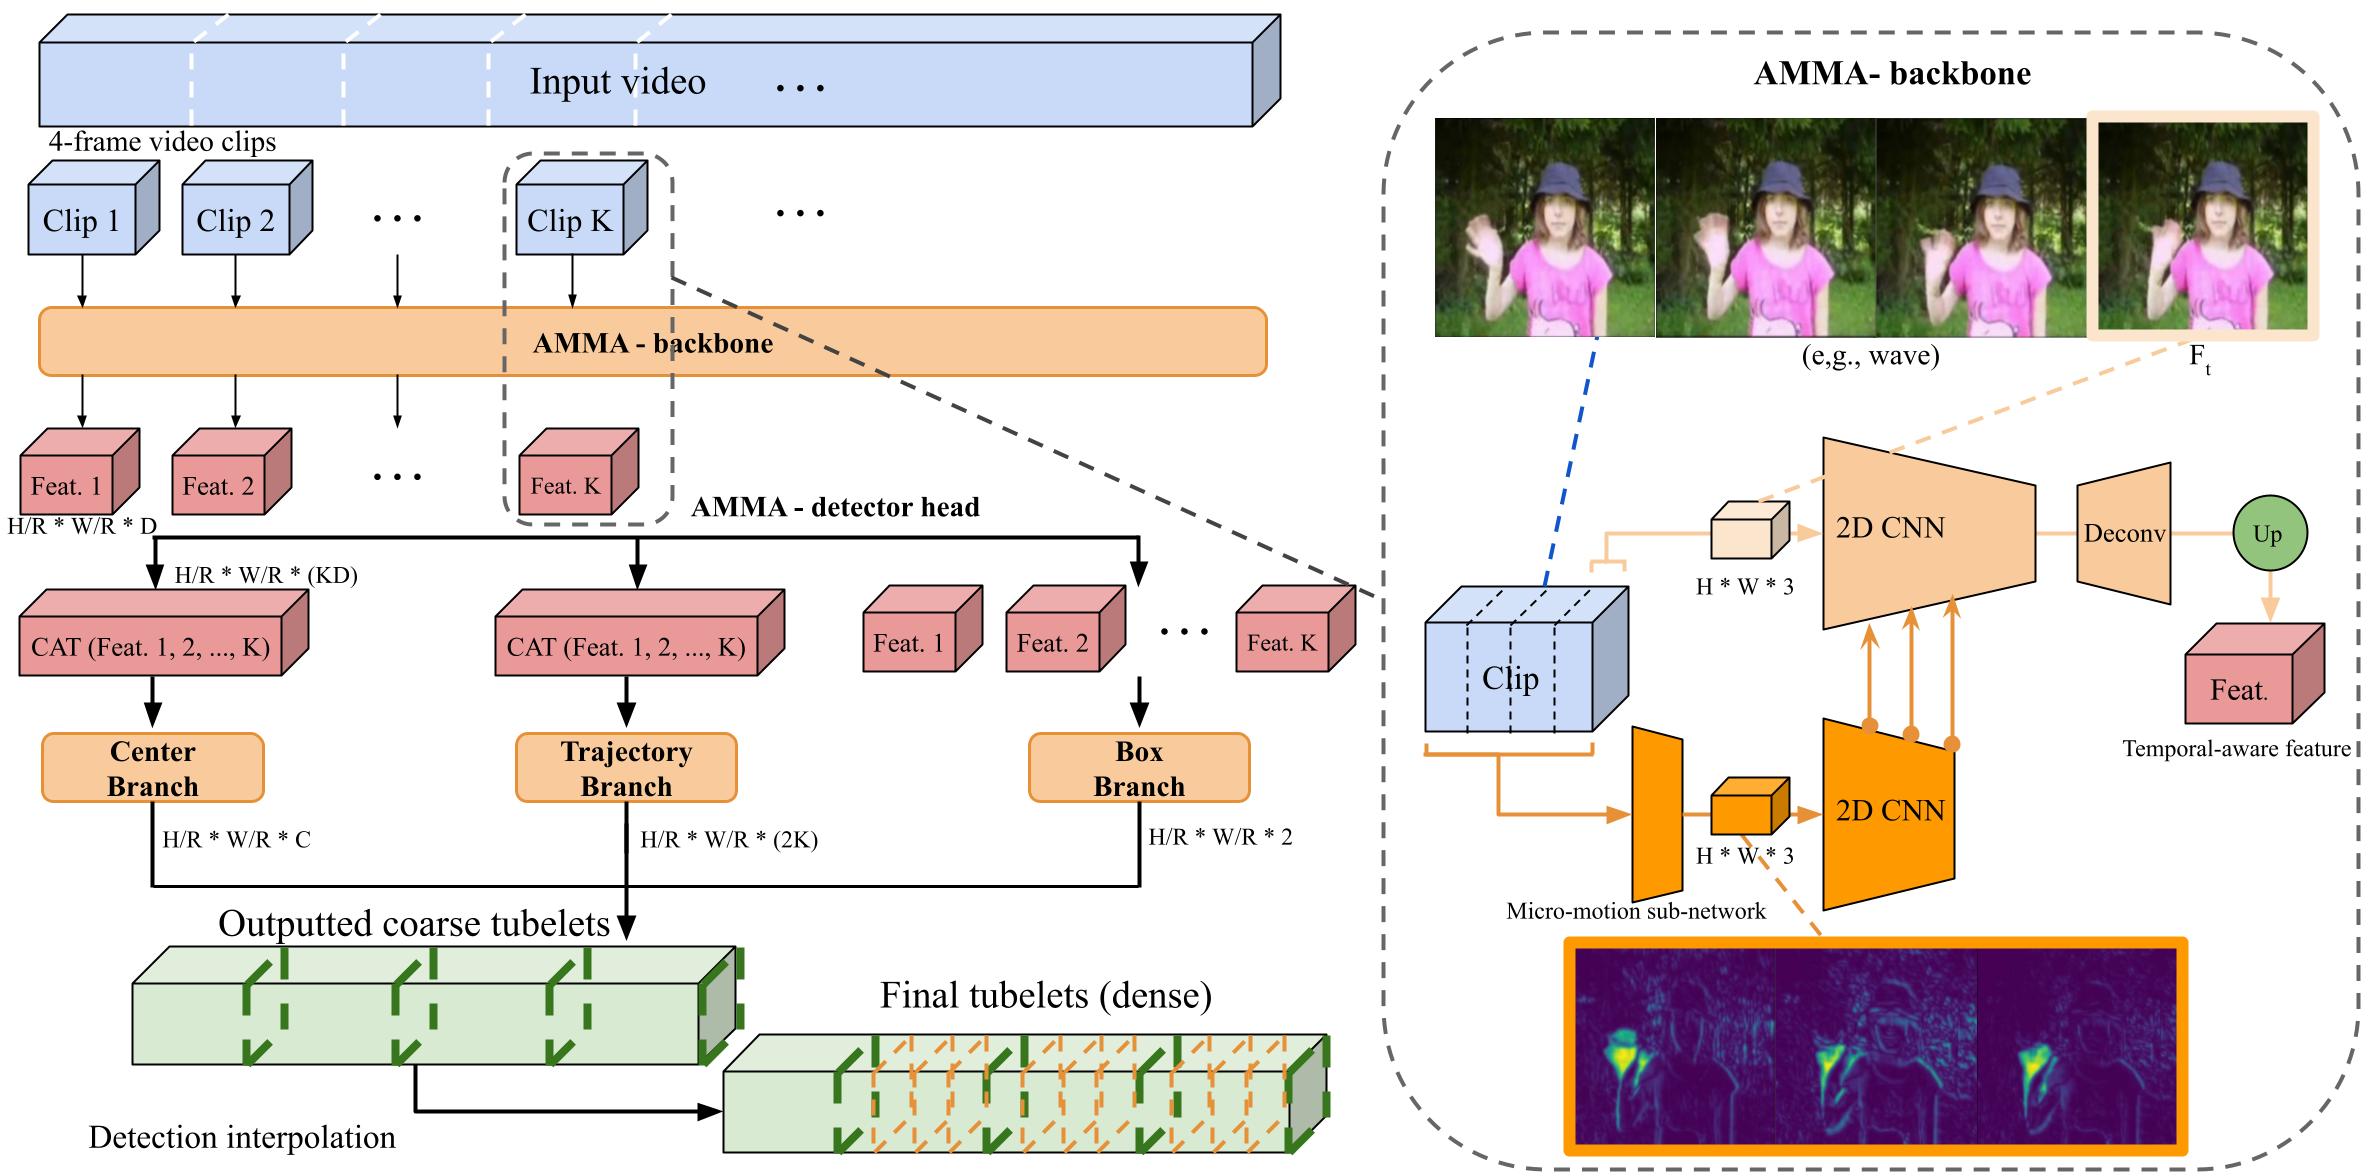 Input video ...
4-frame video clips
Clip 1
Clip 2
...
Clip K
...
AMMA - backbone
Feat. 1
Feat. 2
...
Feat. K
H/R * W/R * D
AMMA - detector head
H/R * W/R * (KD)
CAT (Feat. 1, 2, ..., K)
CAT (Feat. 1, 2, ..., K)
Feat. 1
Feat. 2
...
Feat. K
Center
Branch
Trajectory
Branch
Box
Branch
H/R * W/R * C
H/R * W/R * (2K)
H/R * W/R * 2
Outputted coarse tubelets
Final tubelets (dense)
Detection interpolation
AMMA- backbone
(e,g., wave)
Ft
2D CNN
Deconv
Up
H * W * 3
Clip
Feat.
Temporal-aware feature
2D CNN
H * W * 3
Micro-motion sub-network